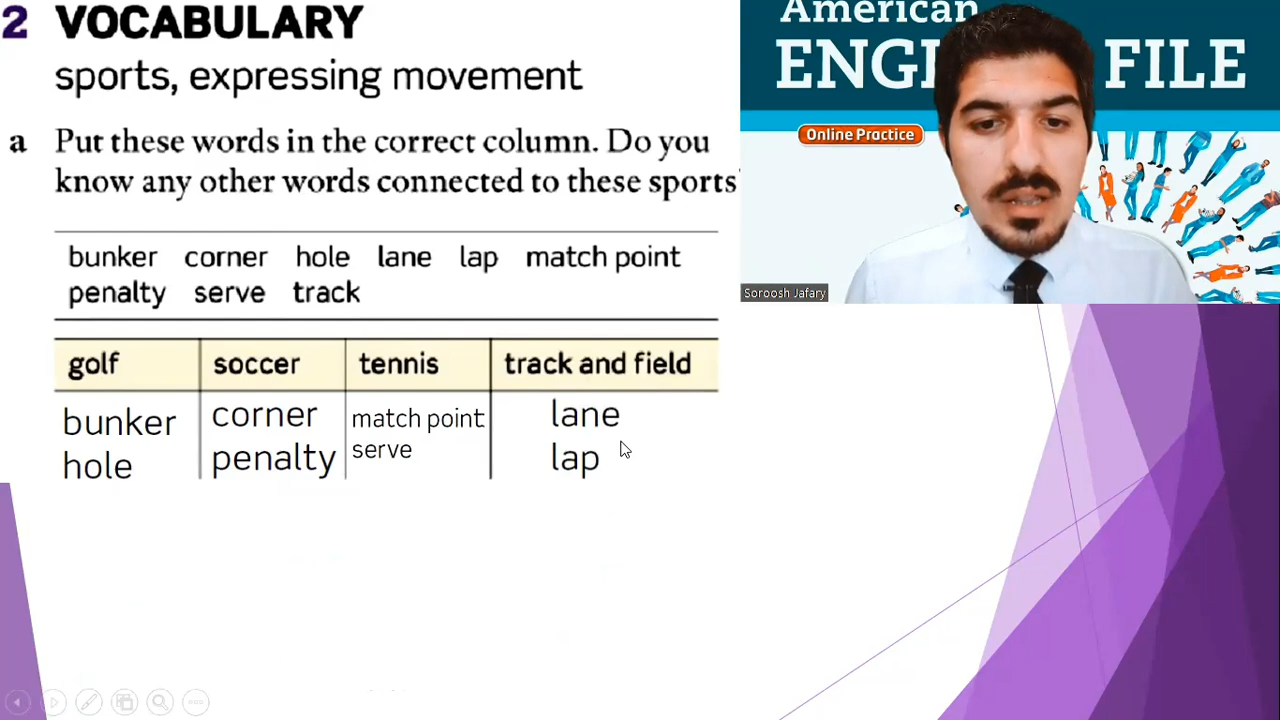 2 VOCABULARY
sports, expressing movement
a Put these words in the correct column. Do you
know any other words connected to these sports
bunker corner hole lane lap match point
penalty serve track
golf soccer tennis track and field
bunker corner match point lane
hole penalty serve lap
American
ENG FILE
Online Practice
Soroosh Jafary